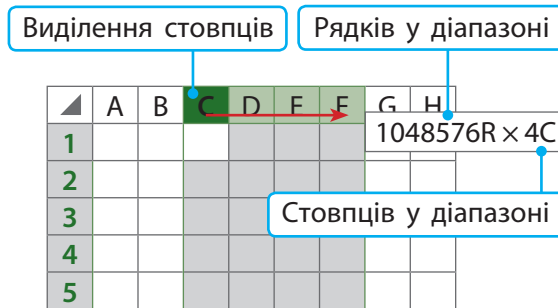 Виділення стовпців
Рядків у діапазоні
A B C D E F G H
1
1048576R × 4C
2
3
Стовпців у діапазоні
4
5